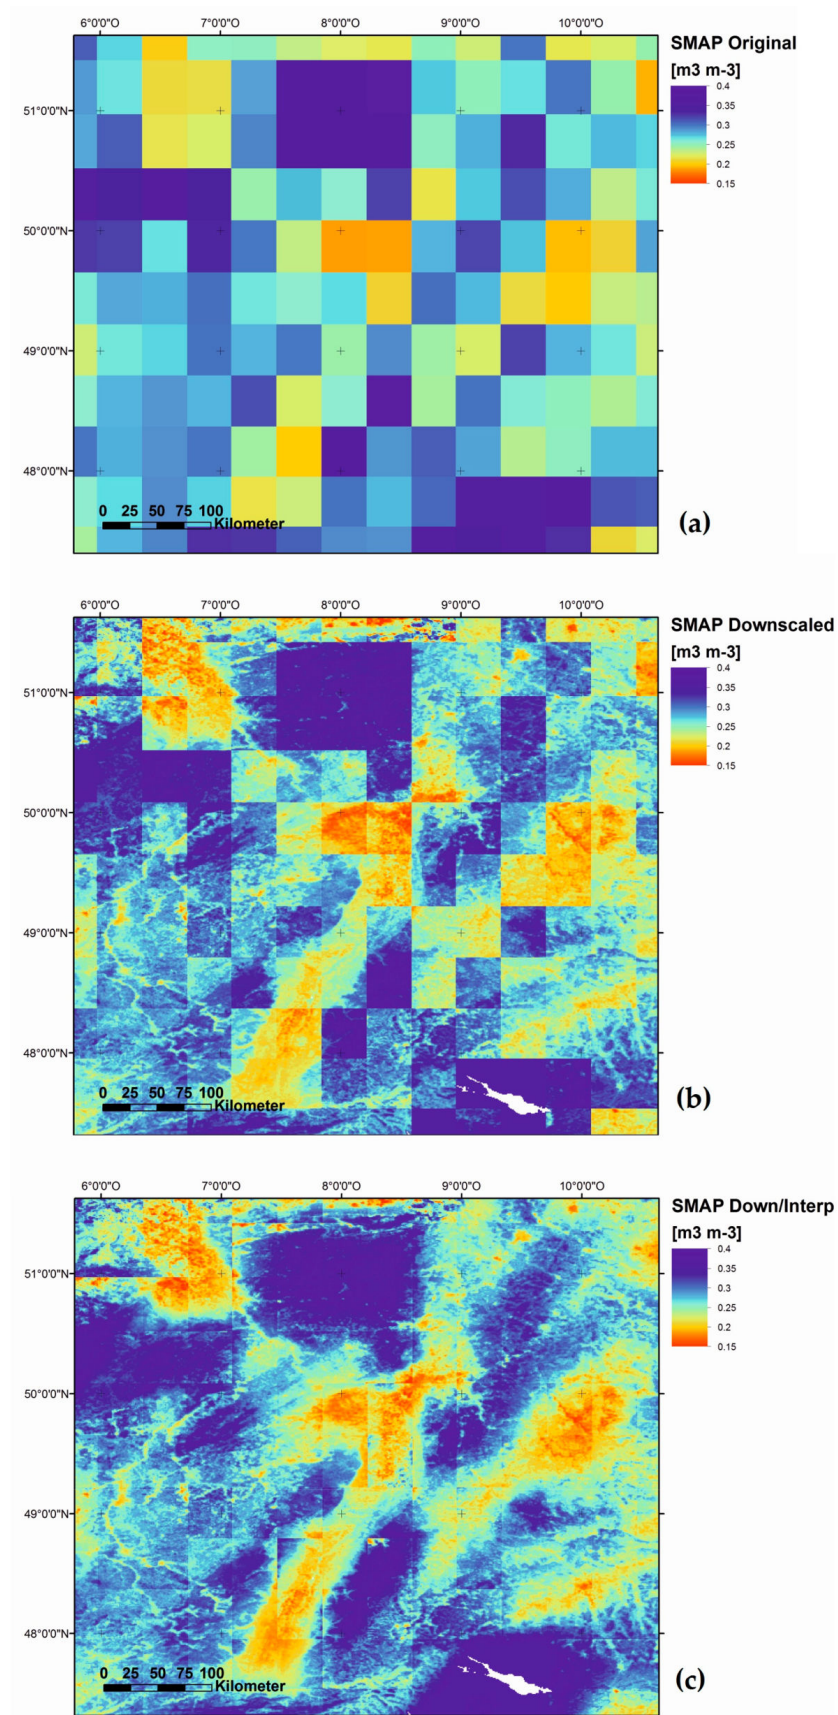 6°0'0"O 7°0'0"O 8°0'0"O 9°0'0"O 10°0'0"O
SMAP Original
[m3 m-3]
0.4
0.35
0.3
0.25
0.2
0.15
51°0'0"N
50°0'0"N
49°0'0"N
48°0'0"N
0 25 50 75 100
Kilometer
(a)
6°0'0"O 7°0'0"O 8°0'0"O 9°0'0"O 10°0'0"O
SMAP Downscaled
[m3 m-3]
0.4
0.35
0.3
0.25
0.2
0.15
51°0'0"N
50°0'0"N
49°0'0"N
48°0'0"N
0 25 50 75 100
Kilometer
(b)
6°0'0"O 7°0'0"O 8°0'0"O 9°0'0"O 10°0'0"O
SMAP Down/Interp
[m3 m-3]
0.4
0.35
0.3
0.25
0.2
0.15
51°0'0"N
50°0'0"N
49°0'0"N
48°0'0"N
0 25 50 75 100
Kilometer
(c)